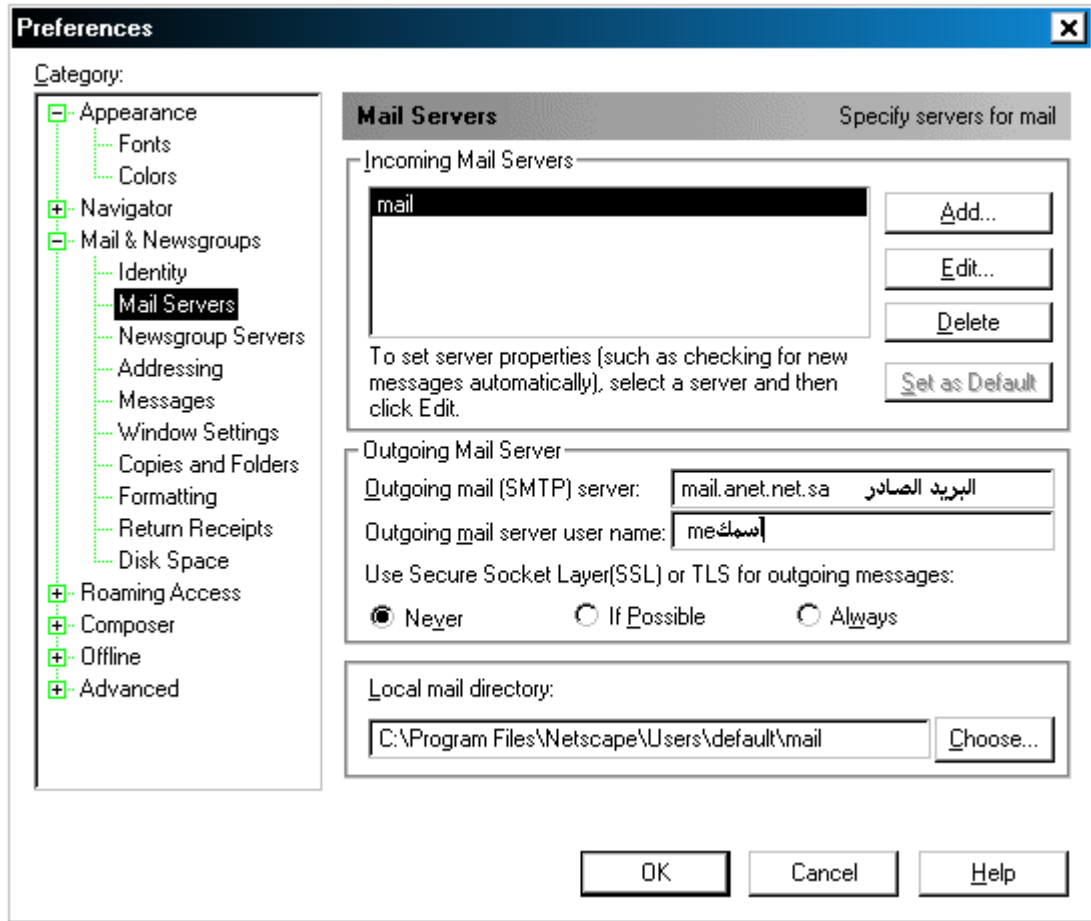 Preferences
Category:
Appearance
Fonts
Colors
Navigator
Mail & Newsgroups
Identity
Mail Servers
Newsgroup Servers
Addressing
Messages
Window Settings
Copies and Folders
Formatting
Return Receipts
Disk Space
Roaming Access
Composer
Offline
Advanced
Mail Servers Specify servers for mail
Incoming Mail Servers
mail
Add...
Edit...
Delete
Set as Default
To set server properties (such as checking for new
messages automatically), select a server and then
click Edit.
Outgoing Mail Server
Outgoing mail (SMTP) server: mail.anet.net.sa البريد الصادر
Outgoing mail server user name: me أسمك
Use Secure Socket Layer(SSL) or TLS for outgoing messages:
Never If Possible Always
Local mail directory:
C:\Program Files\Netscape\Users\default\mail Choose...
OK Cancel Help